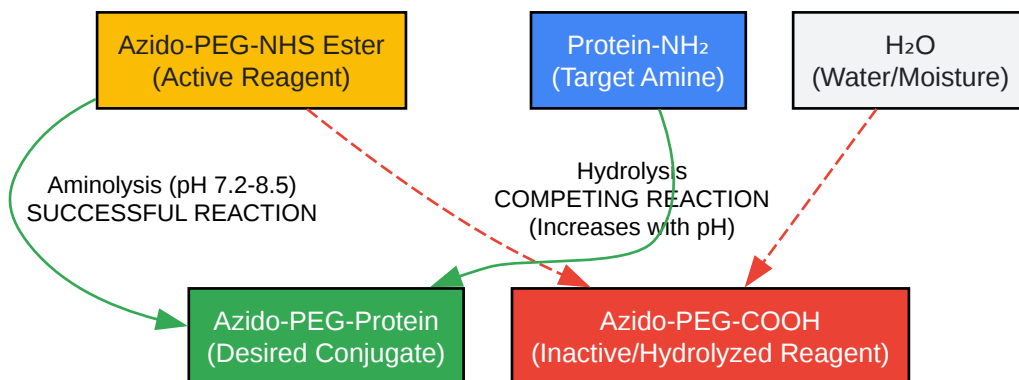 Azido-PEG-NHS Ester
(Active Reagent)
Protein-NH₂
(Target Amine)
H₂O
(Water/Moisture)
Aminolysis (pH 7.2-8.5)
SUCCESSFUL REACTION
Hydrolysis
COMPETING REACTION
(Increases with pH)
Azido-PEG-Protein
(Desired Conjugate)
Azido-PEG-COOH
(Inactive/Hydrolyzed Reagent)